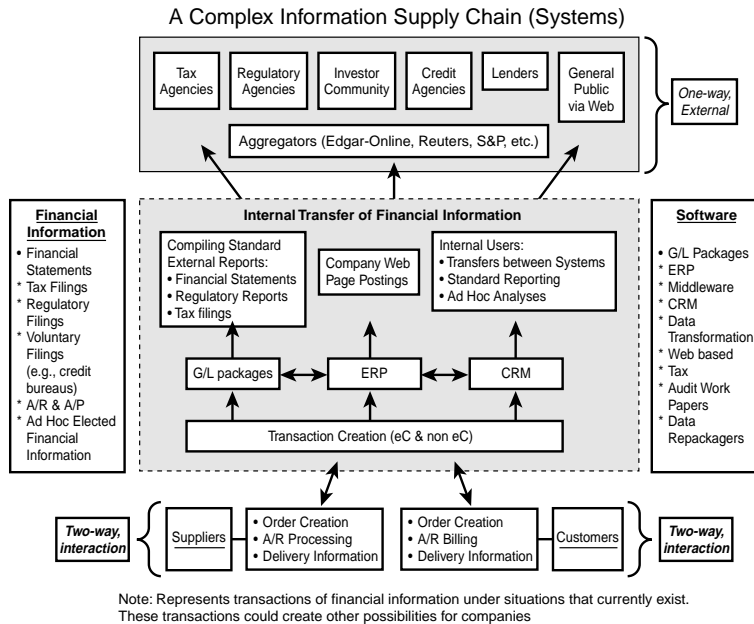 A Complex Information Supply Chain (Systems)
Tax
Agencies
Regulatory
Agencies
Investor
Community
Credit
Agencies
Lenders
General
Public
via Web
One-way,
External
Aggregators (Edgar-Online, Reuters, S&P, etc.)
Financial
Information
• Financial
Statements
* Tax Filings
* Regulatory
Filings
* Voluntary
Filings
(e.g., credit
bureaus)
* A/R & A/P
* Ad Hoc Elected
Financial
Information
Internal Transfer of Financial Information
Compiling Standard
External Reports:
• Financial Statements
• Regulatory Reports
• Tax filings
Company Web
Page Postings
Internal Users:
• Transfers between Systems
• Standard Reporting
• Ad Hoc Analyses
G/L packages
ERP
CRM
Transaction Creation (eC & non eC)
Software
• G/L Packages
* ERP
* Middleware
* CRM
* Data
Transformation
* Web based
* Tax
* Audit Work
Papers
* Data
Repackagers
Two-way,
interaction
Suppliers
• Order Creation
• A/R Processing
• Delivery Information
• Order Creation
• A/R Billing
• Delivery Information
Customers
Two-way,
interaction
Note: Represents transactions of financial information under situations that currently exist.
These transactions could create other possibilities for companies